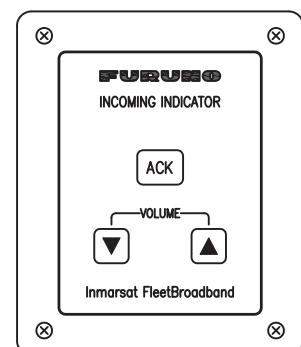 FURUNO
INCOMING INDICATOR
ACK
VOLUME
Inmarsat FleetBroadband